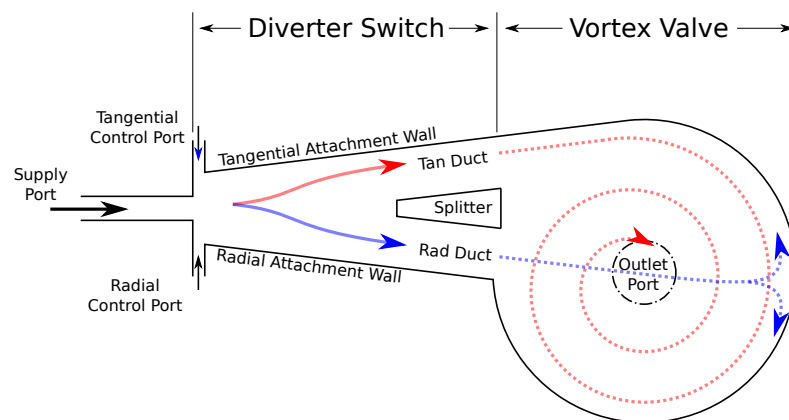 Diverter Switch
Vortex Valve
Tangential
Control Port
Tangential Attachment Wall
Tan Duct
Supply
Port
Splitter
Rad Duct
Radial Attachment Wall
Outlet
Port
Radial
Control Port